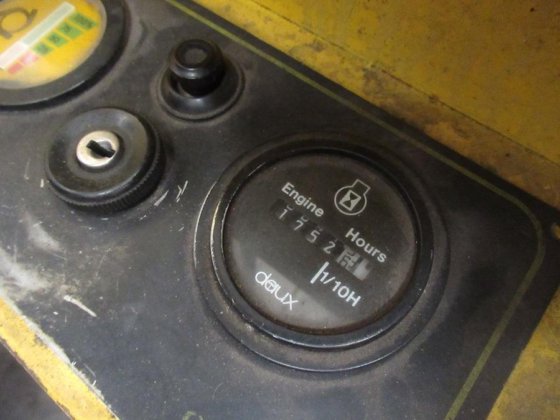 Engine Hours
1752
1/10H
daux